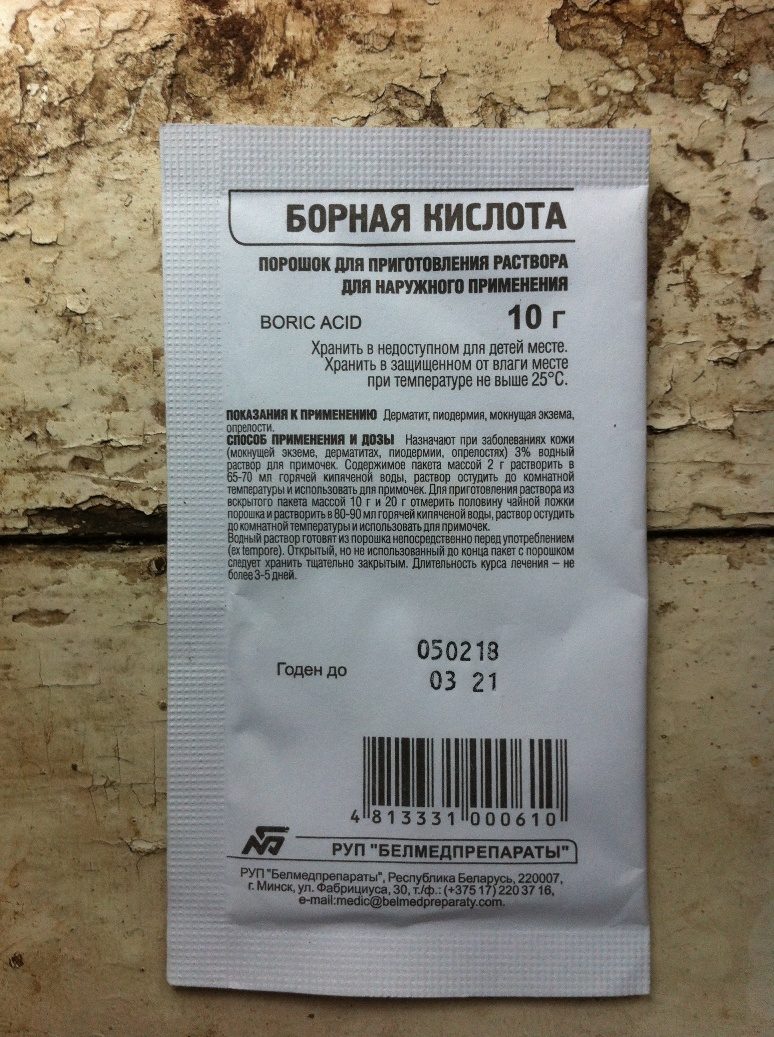 БОРНАЯ КИСЛОТА
ПОРОШОК ДЛЯ ПРИГОТОВЛЕНИЯ РАСТВОРА
ДЛЯ НАРУЖНОГО ПРИМЕНЕНИЯ
BORIC ACID 10 г
Хранить в недоступном для детей месте.
Хранить в защищенном от влаги месте
при температуре не выше 25°С.
ПОКАЗАНИЯ К ПРИМЕНЕНИЮ Дерматит, пиодермия, мокнущая экзема,
опрелости.
СПОСОБ ПРИМЕНЕНИЯ И ДОЗЫ Назначают при заболеваниях кожи
(мокнущей экземе, дерматитах, пиодермии, опрелостях) 3% водный
раствор для примочек. Содержимое пакета массой 2 г растворить в
65-70 мл горячей кипяченой воды, раствор остудить до комнатной
температуры и использовать для примочек. Для приготовления раствора из
вскрытого пакета массой 10 г и 20 г отмерить половину чайной ложки
порошка и растворить в 80-90 мл горячей кипяченой воды, раствор остудить
до комнатной температуры и использовать для примочек.
Водный раствор готовят из порошка непосредственно перед употреблением
(ex tempore). Открытый, но не использованный до конца пакет с порошком
следует хранить тщательно закрытым. Длительность курса лечения – не
более 3-5 дней.
050218
Годен до
03 21
4 813331 000610
РУП "БЕЛМЕДПРЕПАРАТЫ"
РУП "Белмедпрепараты", Республика Беларусь, 220007,
г. Минск, ул. Фабрициуса, 30, т./ф.: (+375 17) 220 37 16,
e-mail:medic@belmedpreparaty.com.